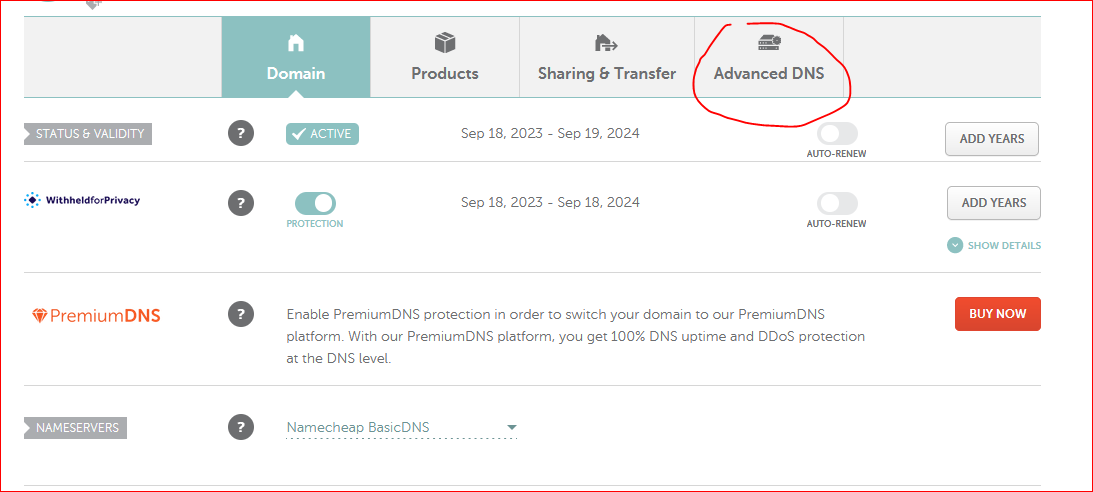 Domain
Products
Sharing & Transfer
Advanced DNS
STATUS & VALIDITY
?
ACTIVE
Sep 18, 2023 - Sep 19, 2024
AUTO-RENEW
ADD YEARS
WithheldforPrivacy
?
PROTECTION
Sep 18, 2023 - Sep 18, 2024
AUTO-RENEW
ADD YEARS
SHOW DETAILS
PremiumDNS
?
Enable PremiumDNS protection in order to switch your domain to our PremiumDNS
platform. With our PremiumDNS platform, you get 100% DNS uptime and DDoS protection
at the DNS level.
BUY NOW
NAMESERVERS
?
Namecheap BasicDNS